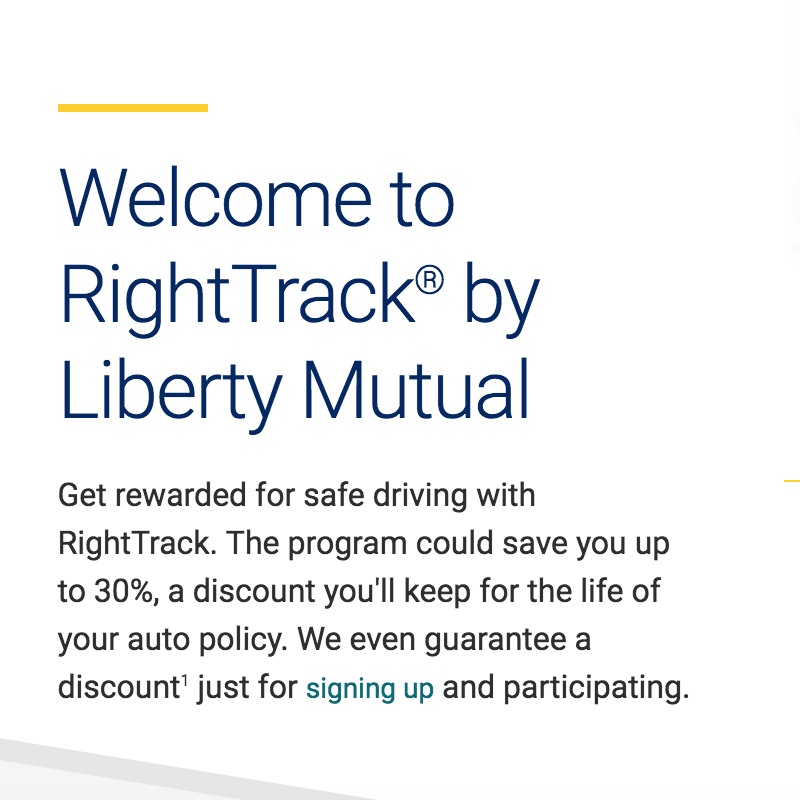 Welcome to
RightTrack® by
Liberty Mutual
Get rewarded for safe driving with
RightTrack. The program could save you up
to 30%, a discount you'll keep for the life of
your auto policy. We even guarantee a
discount¹ just for signing up and participating.